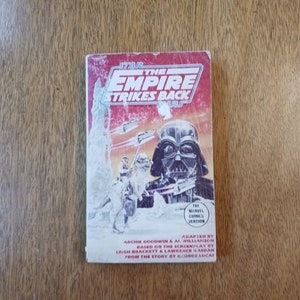 STAR
THE
EMPIRE
STRIKES BACK
WARS
THE
MARVEL
COMICS
VERSION
ADAPTED BY
ARCHIE GOODWIN & AL WILLIAMSON
BASED ON THE SCREENPLAY BY
LEIGH BRACKETT & LAWRENCE KASDAN
FROM THE STORY BY GEORGE LUCAS